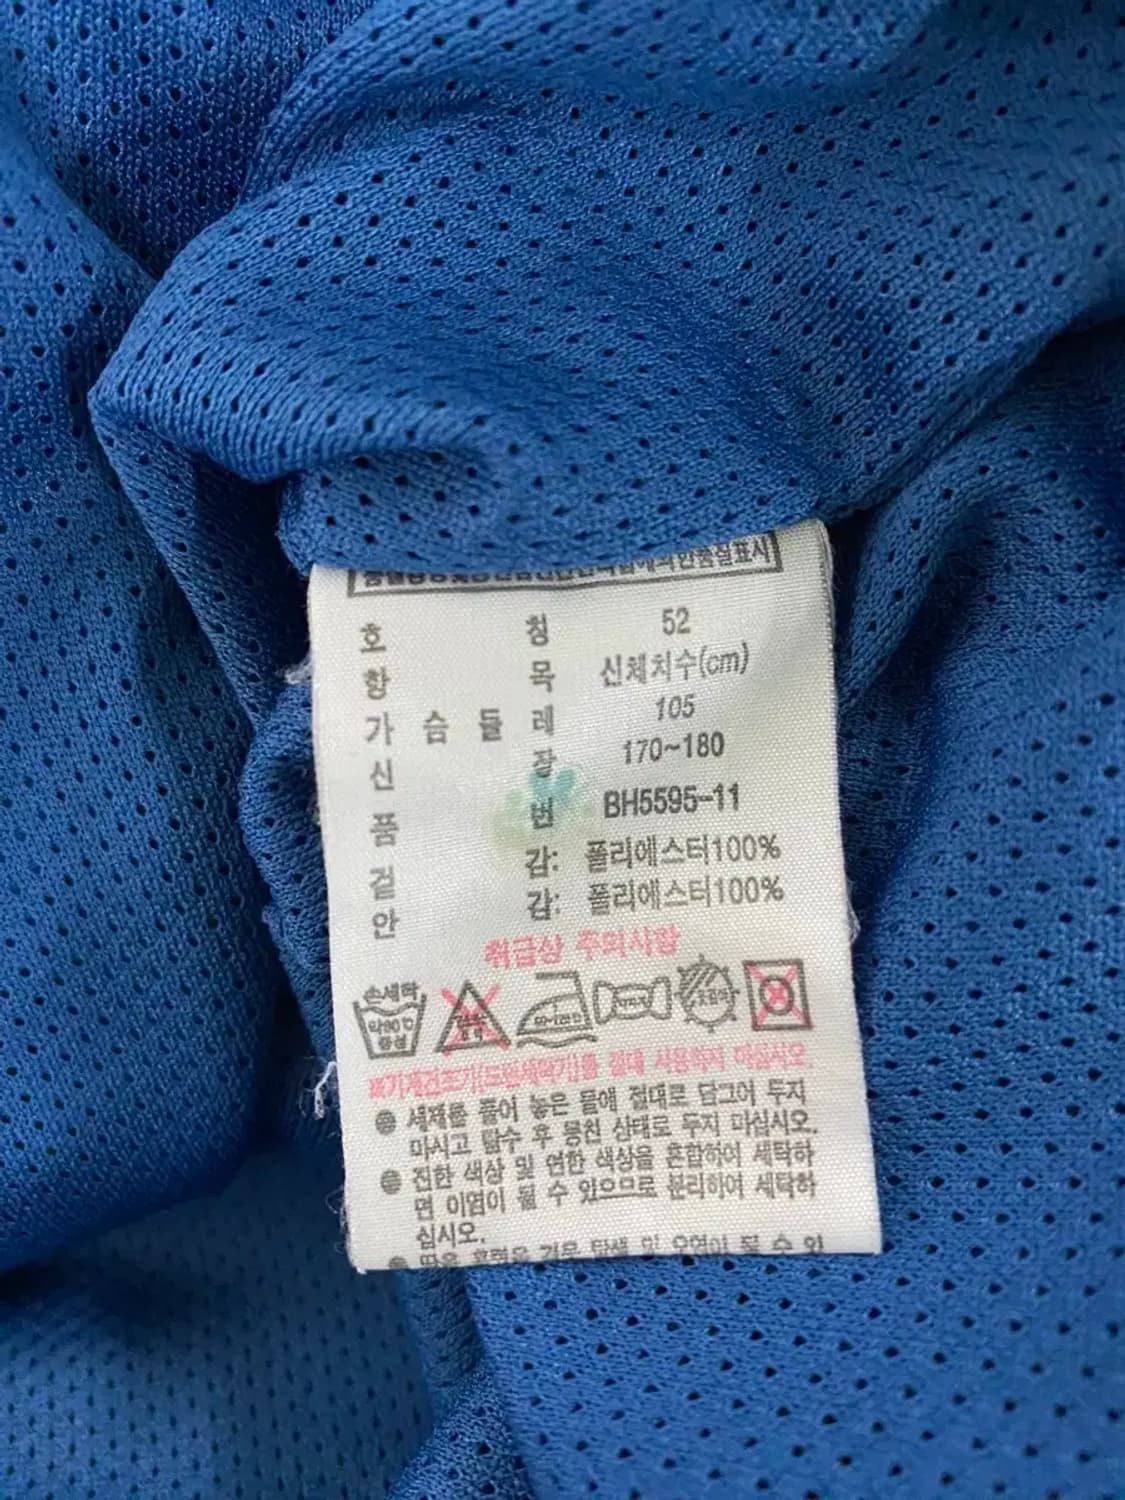 호 칭 52
항 목 신체치수(cm)
가 슴 둘 레 105
신 장 170~180
품 번 BH5595-11
겉 감: 폴리에스터100%
안 감: 폴리에스터100%
취급상 주의사항
손세탁
※기계건조기(드럼세탁기)를 절대 사용하지 마십시오.
● 세제를 풀어 놓은 물에 절대로 담그어 두지
마시고 탈수 후 뭉친 상태로 두지 마십시오.
● 진한 색상 및 연한 색상을 혼합하여 세탁하
면 이염이 될 수 있으므로 분리하여 세탁하
십시오.